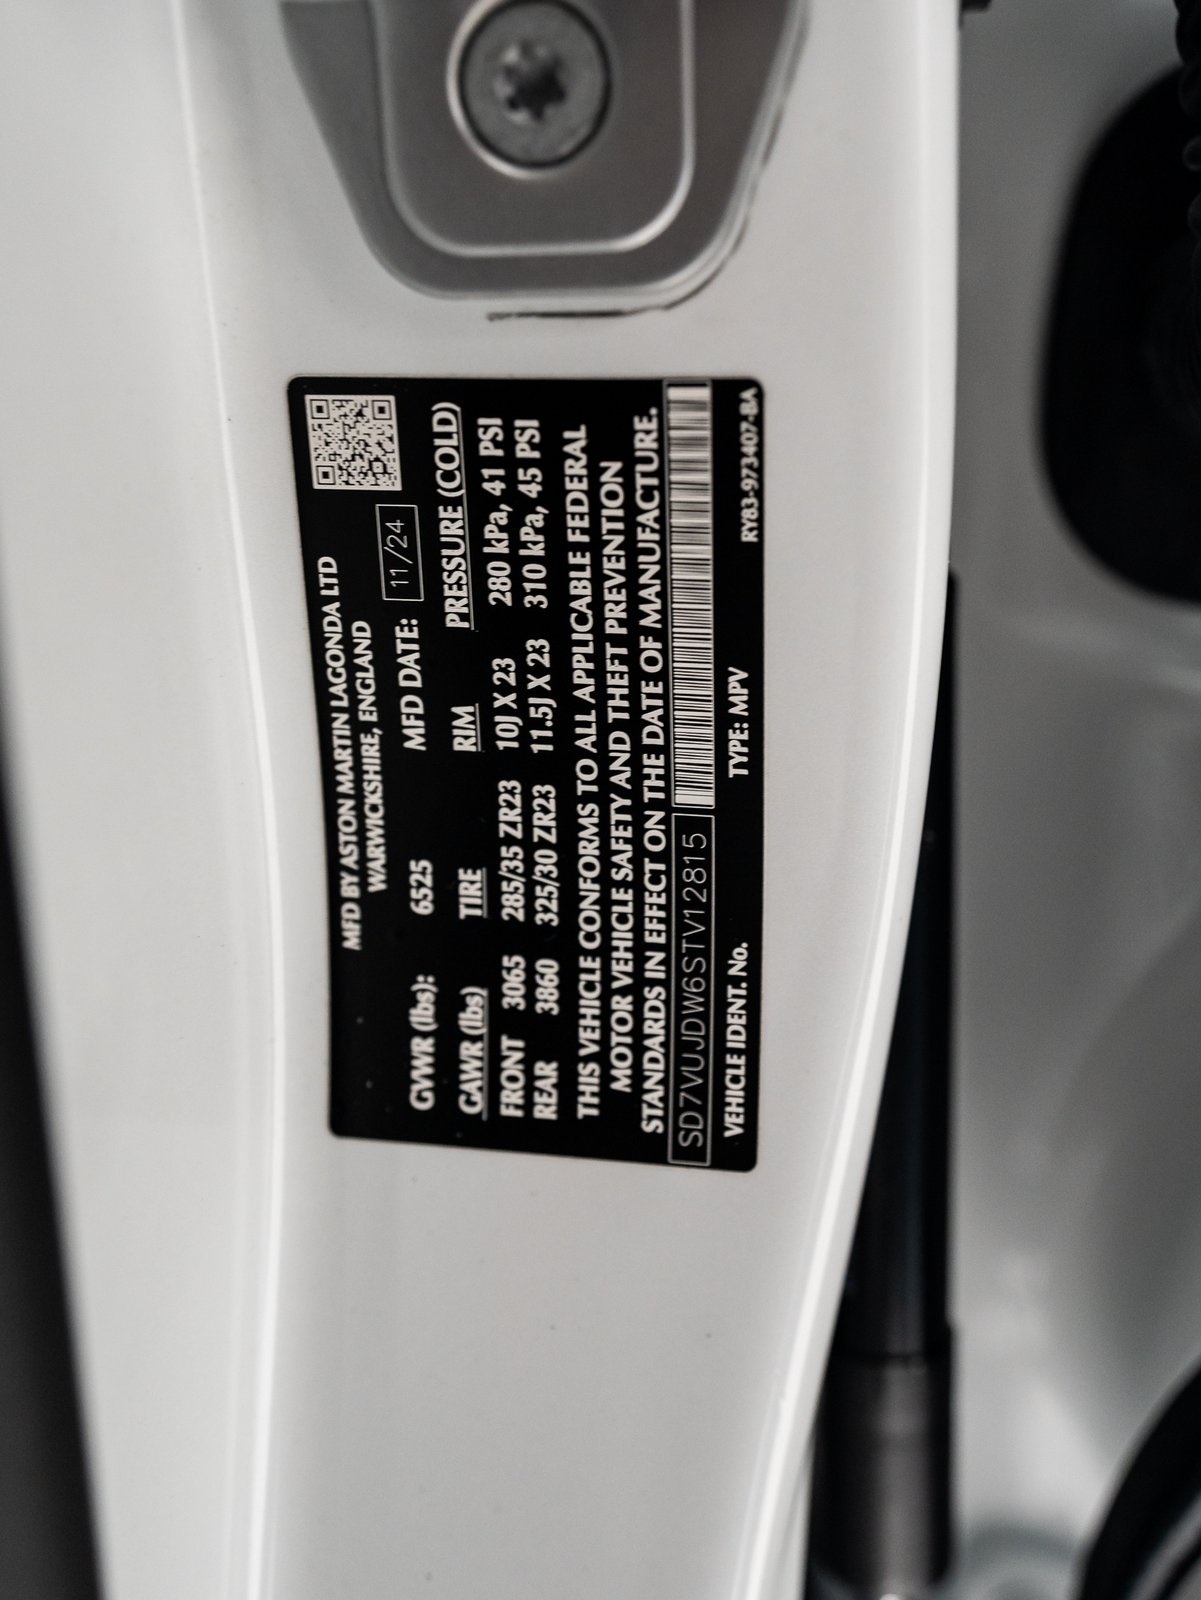 MFD BY ASTON MARTIN LAGONDA LTD
WARWICKSHIRE, ENGLAND
GVWR (lbs): 6525 MFD DATE: 11/24
GAWR (lbs) TIRE RIM PRESSURE (COLD)
FRONT 3065 285/35 ZR23 10J X 23 280 kPa, 41 PSI
REAR 3860 325/30 ZR23 11.5J X 23 310 kPa, 45 PSI
THIS VEHICLE CONFORMS TO ALL APPLICABLE FEDERAL
MOTOR VEHICLE SAFETY AND THEFT PREVENTION
STANDARDS IN EFFECT ON THE DATE OF MANUFACTURE.
SD7VUJDW6STV12815
VEHICLE IDENT. No. TYPE: MPV RY83-973407-BA